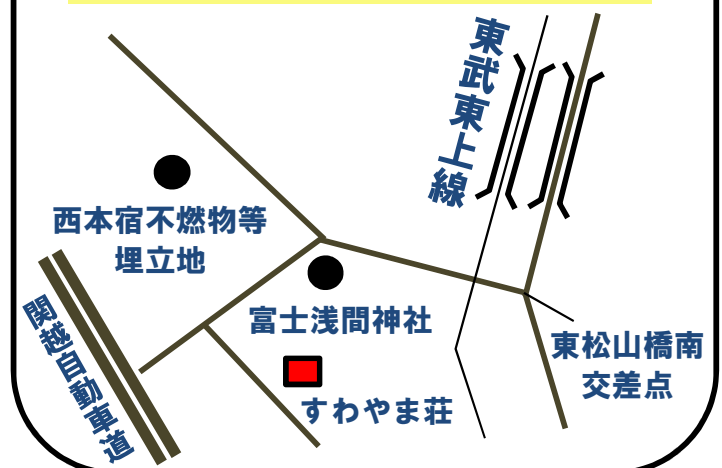 東武東上線
西本宿不燃物等
埋立地
富士浅間神社
関越自動車道
東松山橋南
交差点
すわやま荘